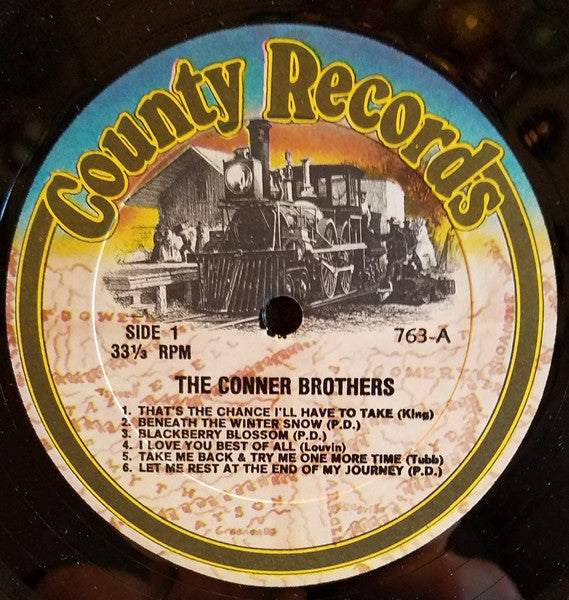 County Records
SIDE 1
33⅓ RPM
763-A
THE CONNER BROTHERS
1. THAT'S THE CHANCE I'LL HAVE TO TAKE (King)
2. BENEATH THE WINTER SNOW (P.D.)
3. BLACKBERRY BLOSSOM (P.D.)
4. I LOVE YOU BEST OF ALL (Louvin)
5. TAKE ME BACK & TRY ME ONE MORE TIME (Tubb)
6. LET ME REST AT THE END OF MY JOURNEY (P.D.)